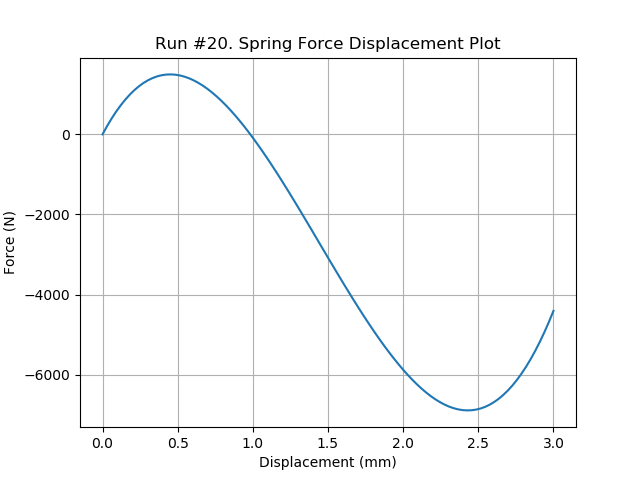 Run #20. Spring Force Displacement Plot
0
−2000
−4000
−6000
Force (N)
0.0 0.5 1.0 1.5 2.0 2.5 3.0
Displacement (mm)